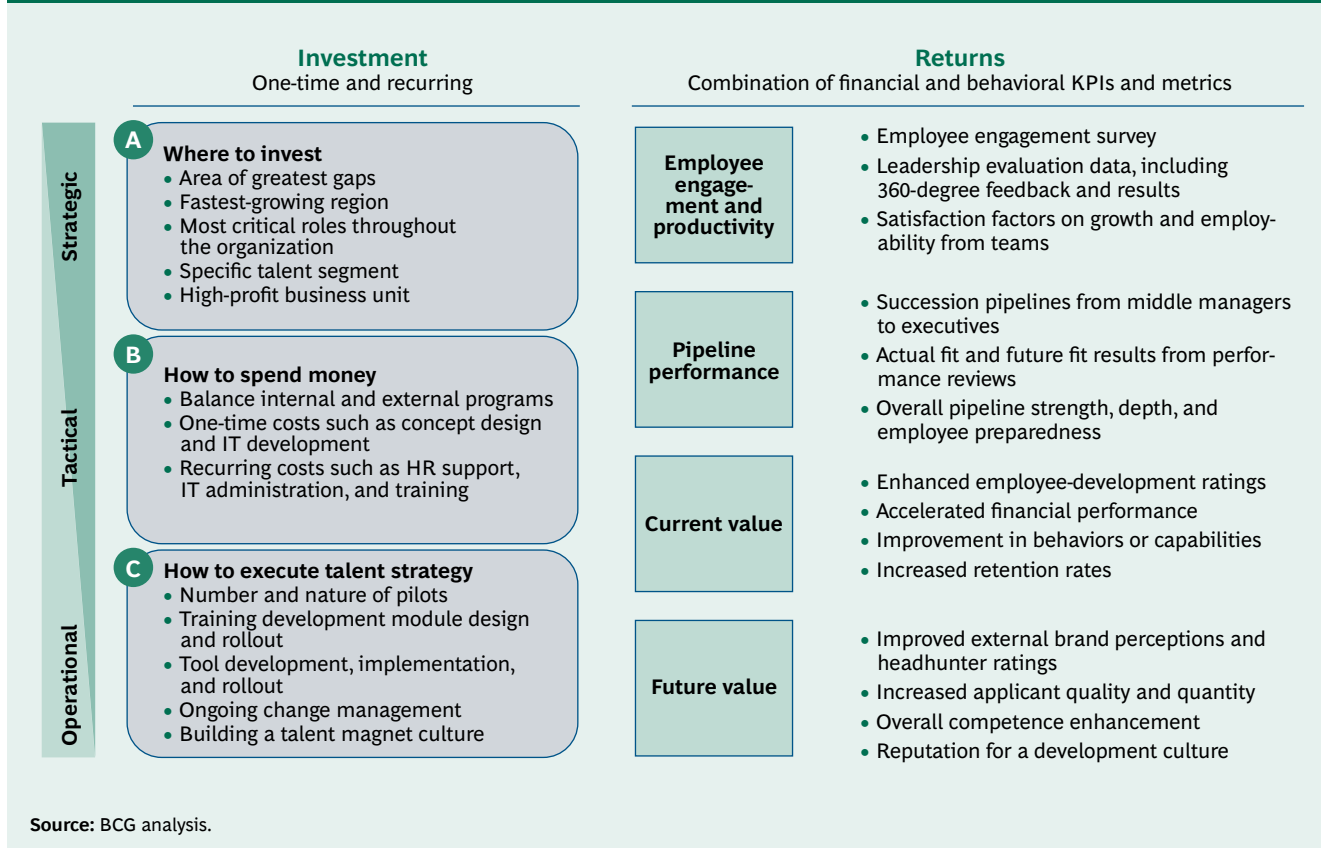 Investment
One-time and recurring
Strategic
Tactical
Operational
A
Where to invest
• Area of greatest gaps
• Fastest-growing region
• Most critical roles throughout
the organization
• Specific talent segment
• High-profit business unit
B
How to spend money
• Balance internal and external programs
• One-time costs such as concept design
and IT development
• Recurring costs such as HR support,
IT administration, and training
C
How to execute talent strategy
• Number and nature of pilots
• Training development module design
and rollout
• Tool development, implementation,
and rollout
• Ongoing change management
• Building a talent magnet culture
Returns
Combination of financial and behavioral KPIs and metrics
Employee
engage-
ment and
productivity
• Employee engagement survey
• Leadership evaluation data, including
360-degree feedback and results
• Satisfaction factors on growth and employ-
ability from teams
Pipeline
performance
• Succession pipelines from middle managers
to executives
• Actual fit and future fit results from perfor-
mance reviews
• Overall pipeline strength, depth, and
employee preparedness
Current value
• Enhanced employee-development ratings
• Accelerated financial performance
• Improvement in behaviors or capabilities
• Increased retention rates
Future value
• Improved external brand perceptions and
headhunter ratings
• Increased applicant quality and quantity
• Overall competence enhancement
• Reputation for a development culture
Source: BCG analysis.